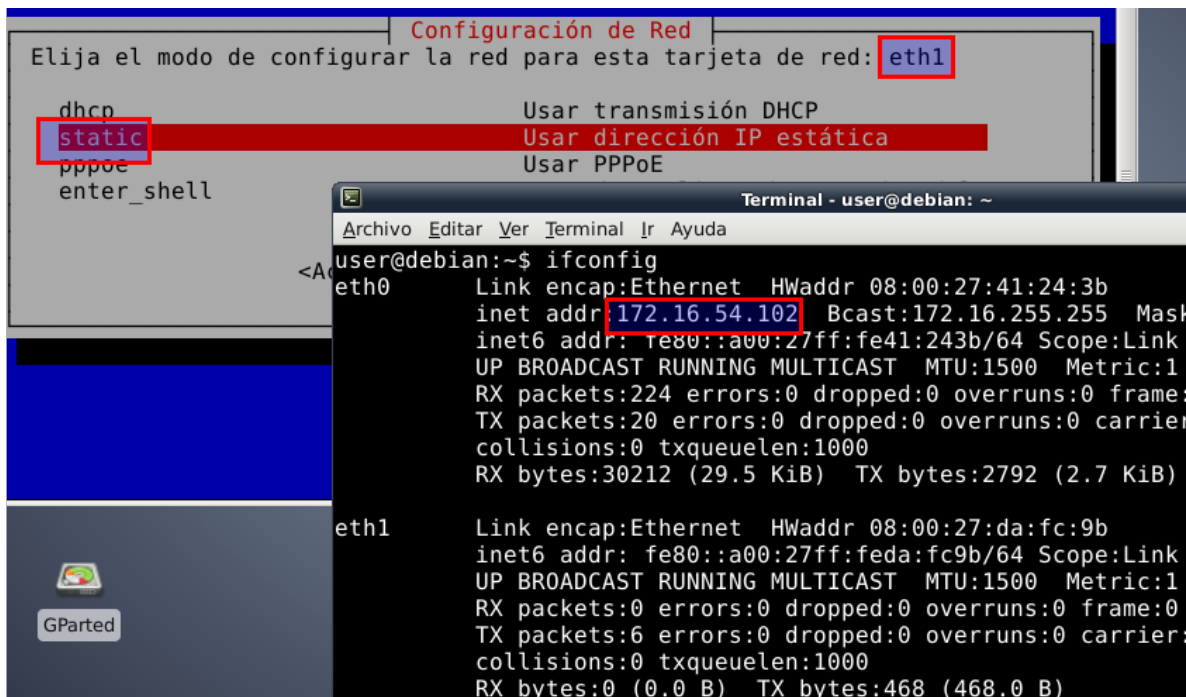 Configuración de Red
Elija el modo de configurar la red para esta tarjeta de red: eth1
dhcp Usar transmisión DHCP
static Usar dirección IP estática
pppoe Usar PPPoE
enter_shell
<Ac
Terminal - user@debian: ~
Archivo Editar Ver Terminal Ir Ayuda
user@debian:~$ ifconfig
eth0 Link encap:Ethernet HWaddr 08:00:27:41:24:3b
inet addr:172.16.54.102 Bcast:172.16.255.255 Mask
inet6 addr: fe80::a00:27ff:fe41:243b/64 Scope:Link
UP BROADCAST RUNNING MULTICAST MTU:1500 Metric:1
RX packets:224 errors:0 dropped:0 overruns:0 frame:
TX packets:20 errors:0 dropped:0 overruns:0 carrier
collisions:0 txqueuelen:1000
RX bytes:30212 (29.5 KiB) TX bytes:2792 (2.7 KiB)
eth1 Link encap:Ethernet HWaddr 08:00:27:da:fc:9b
inet6 addr: fe80::a00:27ff:feda:fc9b/64 Scope:Link
UP BROADCAST RUNNING MULTICAST MTU:1500 Metric:1
RX packets:0 errors:0 dropped:0 overruns:0 frame:0
TX packets:6 errors:0 dropped:0 overruns:0 carrier:
collisions:0 txqueuelen:1000
RX bytes:0 (0.0 B) TX bytes:468 (468.0 B)
GParted